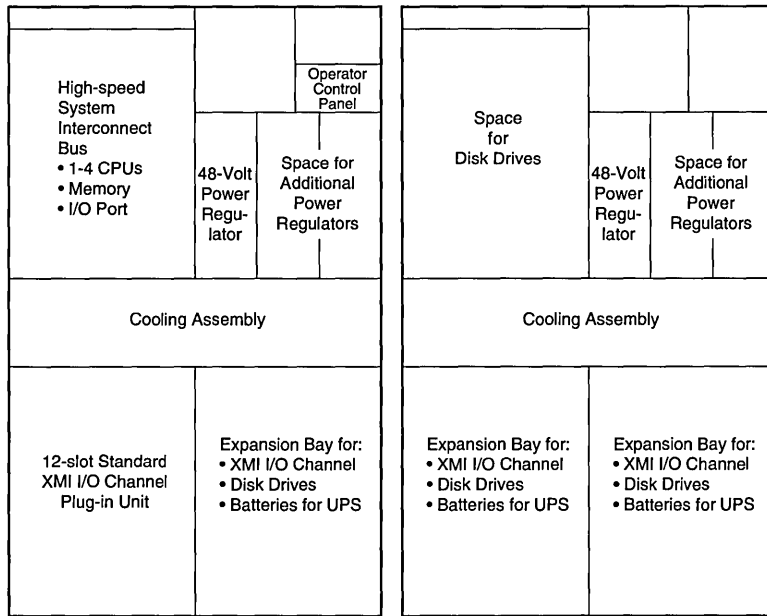 High-speed
System
Interconnect
Bus
• 1-4 CPUs
• Memory
• I/O Port
Operator
Control
Panel
48-Volt
Power
Regu-
lator
Space for
Additional
Power
Regulators
Cooling Assembly
12-slot Standard
XMI I/O Channel
Plug-in Unit
Expansion Bay for:
• XMI I/O Channel
• Disk Drives
• Batteries for UPS
Space
for
Disk Drives
48-Volt
Power
Regu-
lator
Space for
Additional
Power
Regulators
Cooling Assembly
Expansion Bay for:
• XMI I/O Channel
• Disk Drives
• Batteries for UPS
Expansion Bay for:
• XMI I/O Channel
• Disk Drives
• Batteries for UPS